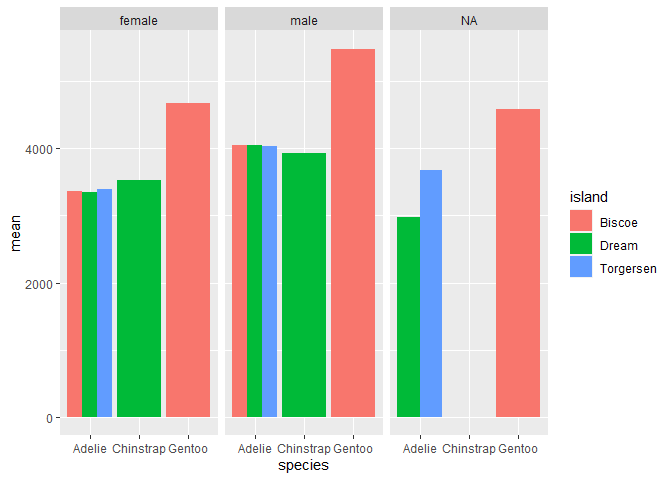 female male NA
mean
4000
2000
0
Adelie Chinstrap Gentoo Adelie Chinstrap Gentoo Adelie Chinstrap Gentoo
species
island
Biscoe
Dream
Torgersen